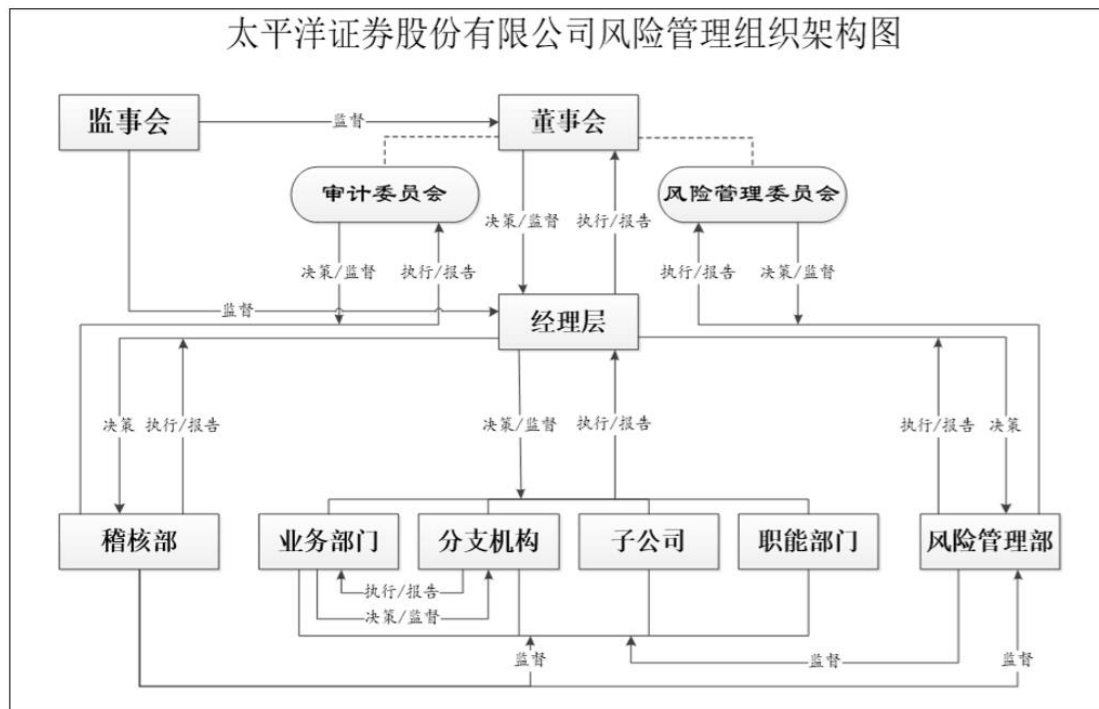 太平洋证券股份有限公司风险管理组织架构图
监事会
监督
董事会
审计委员会
决策/监督
执行/报告
风险管理委员会
决策/监督
执行/报告
执行/报告
决策/监督
监督
经理层
决策
执行/报告
决策/监督
执行/报告
执行/报告
决策
稽核部
业务部门
分支机构
子公司
职能部门
风险管理部
执行/报告
决策/监督
监督
监督
监督